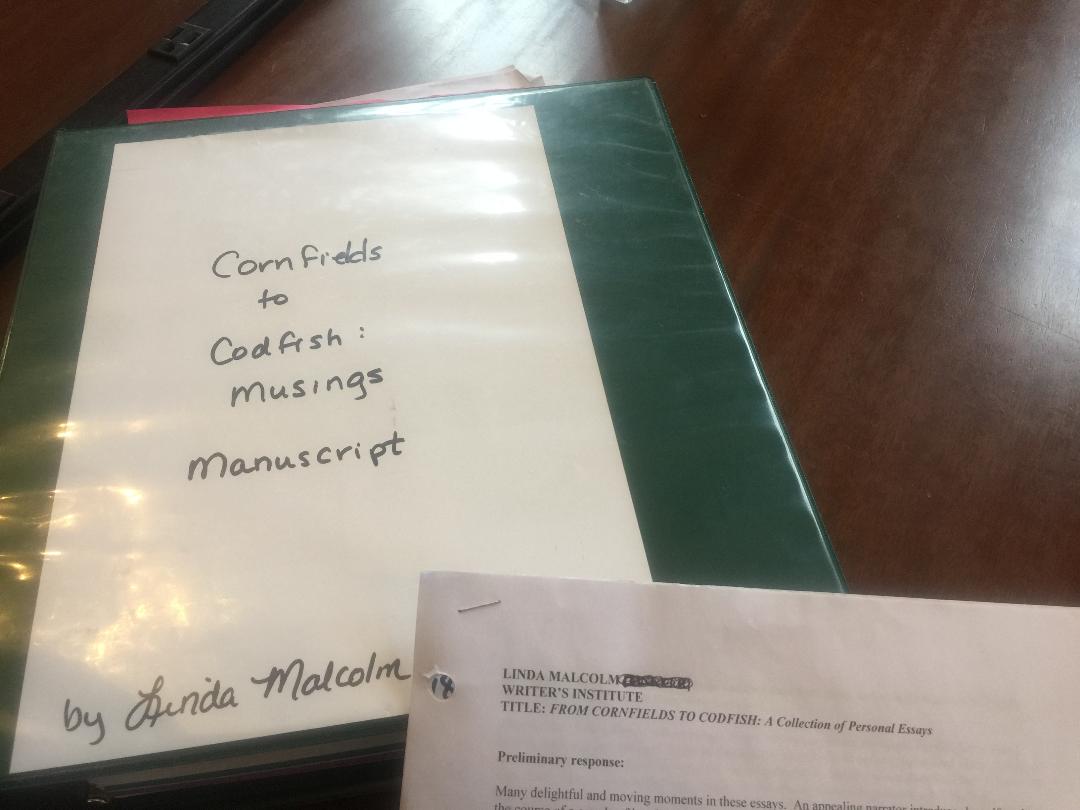 Cornfields
to
Codfish:
Musings
Manuscript
by Linda Malcolm
18
LINDA MALCOLM
WRITER'S INSTITUTE
TITLE: FROM CORNFIELDS TO CODFISH: A Collection of Personal Essays
Preliminary response:
Many delightful and moving moments in these essays. An appealing narrator